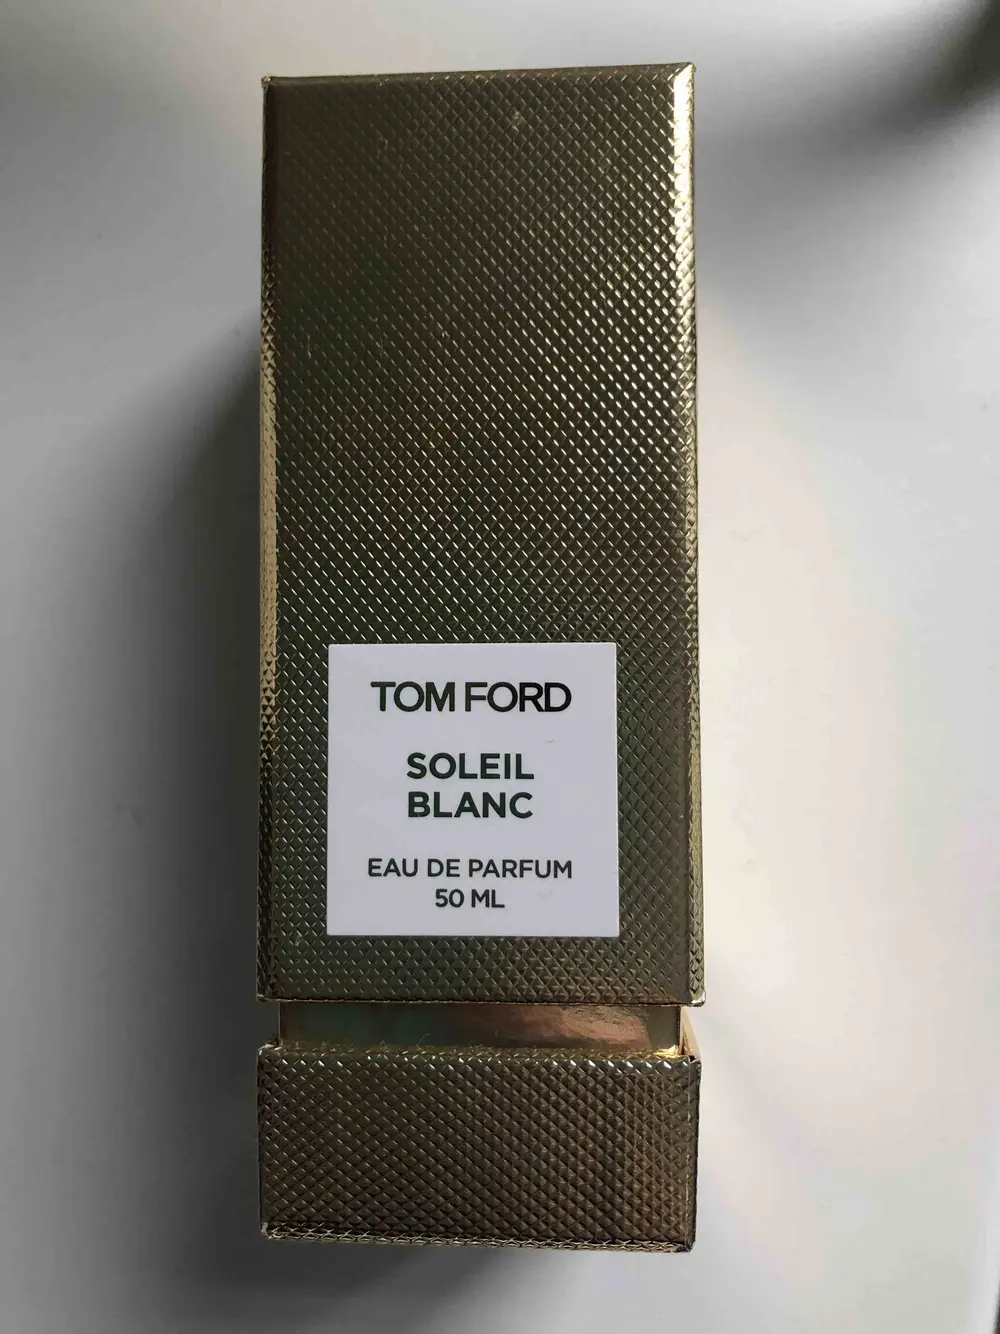 TOM FORD
SOLEIL
BLANC
EAU DE PARFUM
50 ML